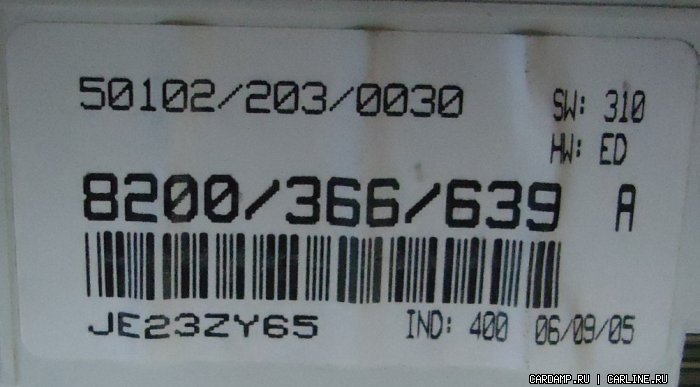 50102/203/0030 SW: 310
HW: ED
8200/366/639 A
JE23ZY65 IND: 400 06/09/05
CARDAMP.RU | CARLINE.RU